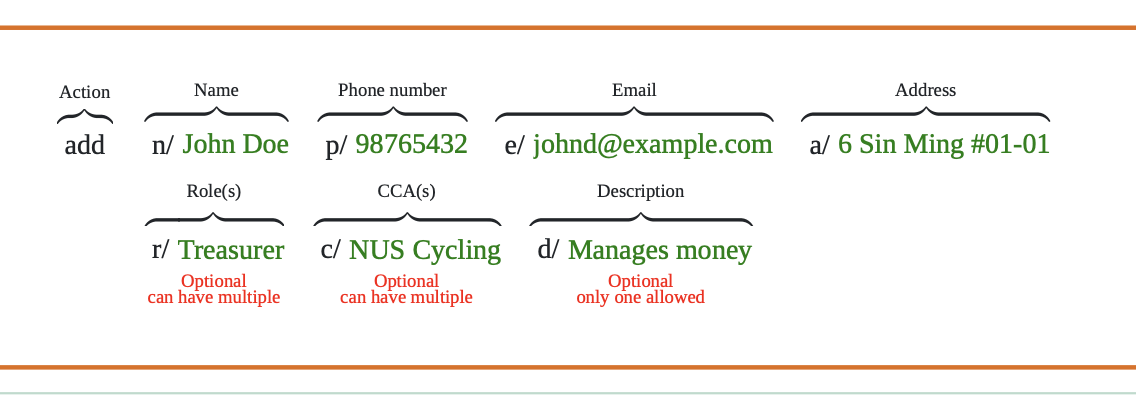 Action Name Phone number Email Address
add n/ John Doe p/ 98765432 e/ johnd@example.com a/ 6 Sin Ming #01-01
Role(s) CCA(s) Description
r/ Treasurer c/ NUS Cycling d/ Manages money
Optional Optional Optional
can have multiple can have multiple only one allowed